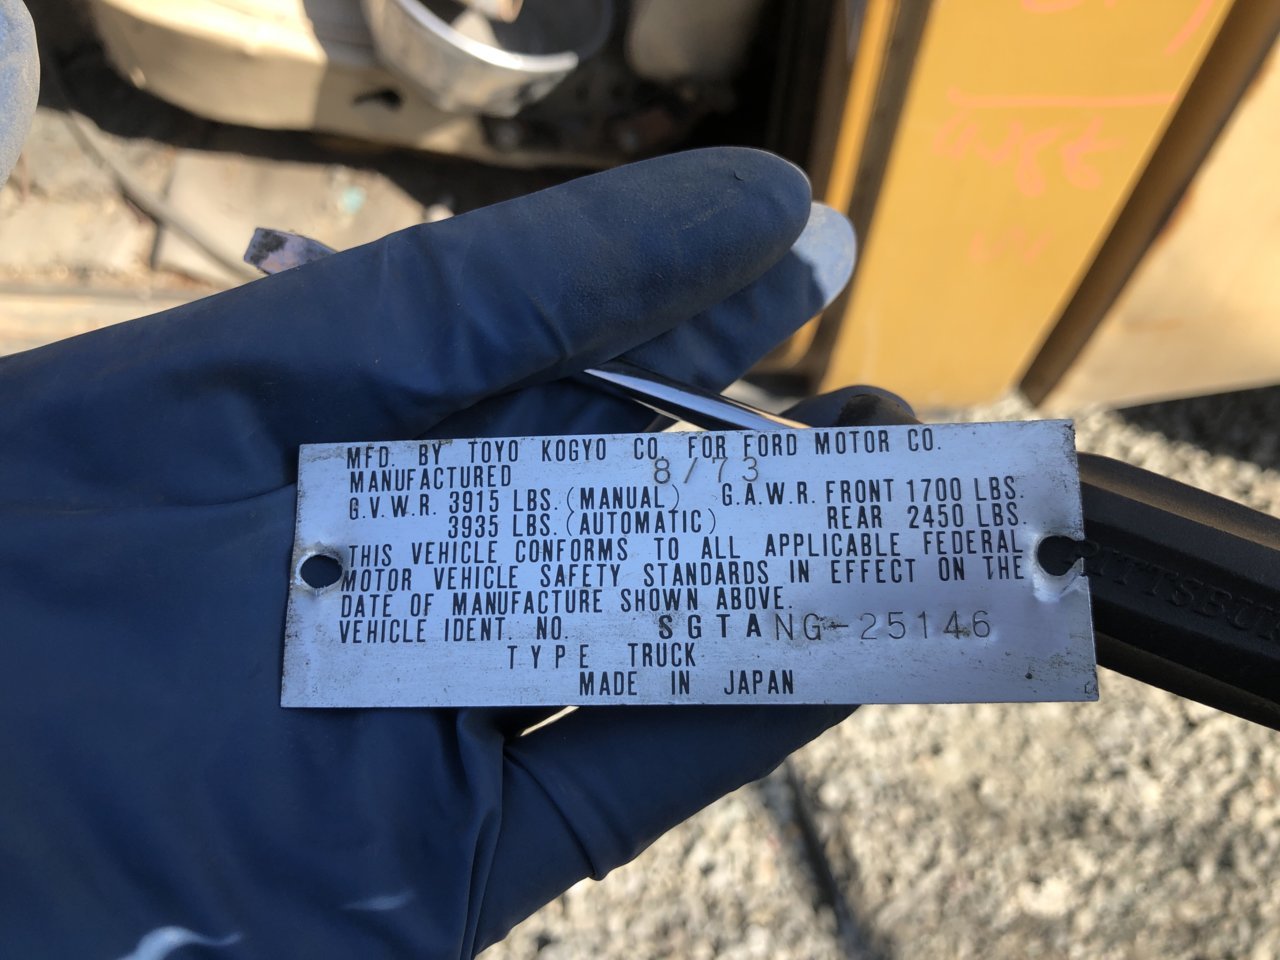 MFD. BY TOYO KOGYO CO. FOR FORD MOTOR CO.
MANUFACTURED 8/73
G.V.W.R. 3915 LBS. (MANUAL) G.A.W.R. FRONT 1700 LBS.
3935 LBS. (AUTOMATIC) REAR 2450 LBS.
THIS VEHICLE CONFORMS TO ALL APPLICABLE FEDERAL
MOTOR VEHICLE SAFETY STANDARDS IN EFFECT ON THE
DATE OF MANUFACTURE SHOWN ABOVE.
VEHICLE IDENT. NO. SGTANG-25146
TYPE TRUCK
MADE IN JAPAN